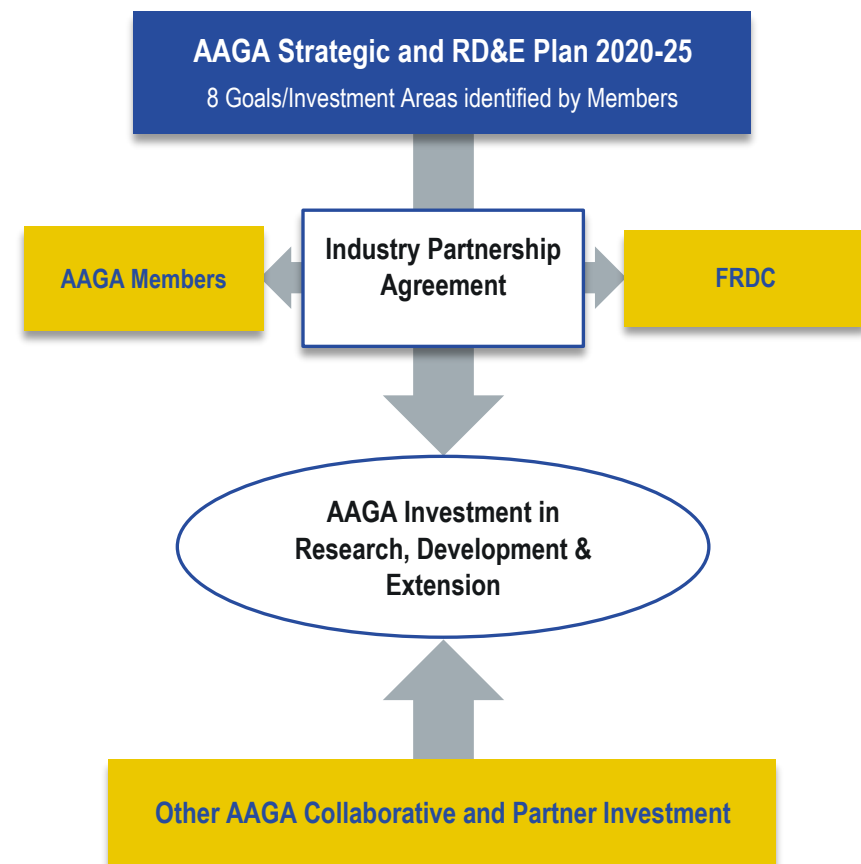 AAGA Strategic and RD&E Plan 2020-25
8 Goals/Investment Areas identified by Members
Industry Partnership
Agreement
AAGA Members
FRDC
AAGA Investment in
Research, Development &
Extension
Other AAGA Collaborative and Partner Investment